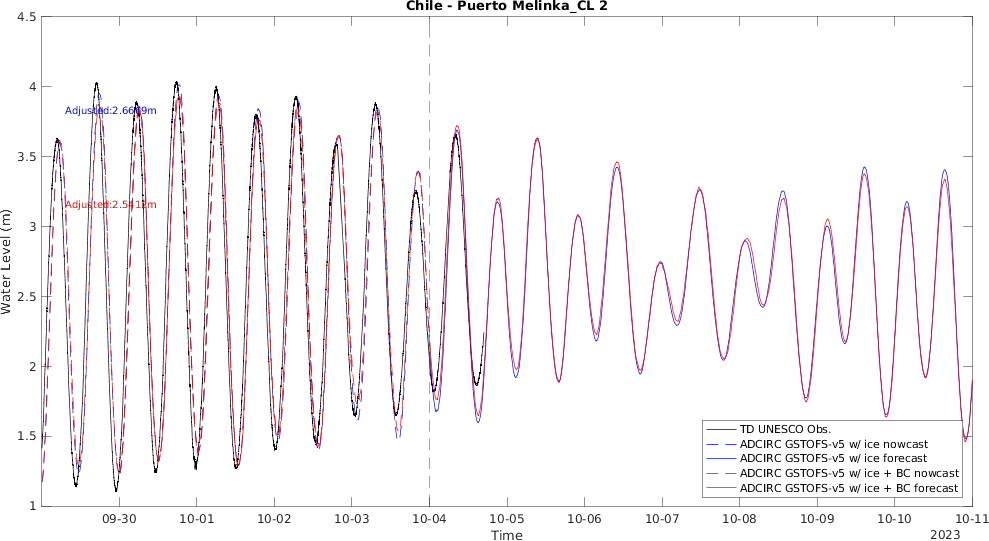 Chile - Puerto Melinka_CL 2
4.5
4
3.5
3
2.5
2
1.5
1
Water Level (m)
Adjusted:2.6689m
Adjusted:2.5412m
09-30
10-01
10-02
10-03
10-04
10-05
10-06
10-07
10-08
10-09
10-10
10-11
Time
2023
TD UNESCO Obs.
ADCIRC GSTOFS-v5 w/ ice nowcast
ADCIRC GSTOFS-v5 w/ ice forecast
ADCIRC GSTOFS-v5 w/ ice + BC nowcast
ADCIRC GSTOFS-v5 w/ ice + BC forecast